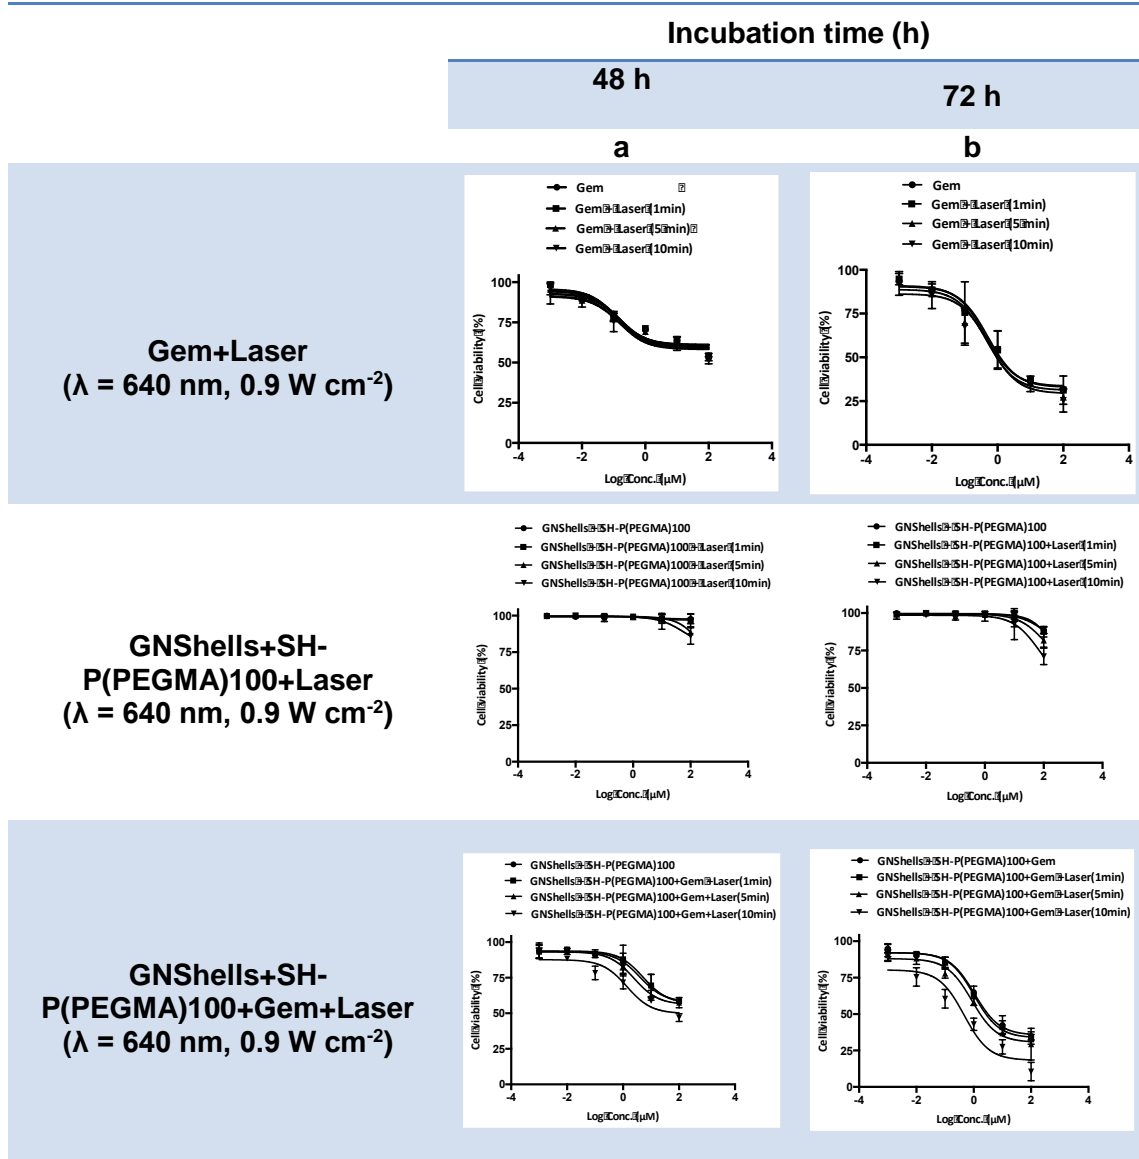 Incubation time (h)
48 h
72 h
a
b
Gem+Laser
(λ = 640 nm, 0.9 W cm-2)
Gem
Gem + Laser (1min)
Gem + Laser (5 min)
Gem + Laser (10min)
100
75
50
25
0
-4
-2
0
2
4
Cell viability (%)
Log Conc. (µM)
Gem
Gem + Laser (1min)
Gem + Laser (5 min)
Gem + Laser (10min)
100
75
50
25
0
-4
-2
0
2
4
Cell viability (%)
Log Conc. (µM)
GNShells+SH-
P(PEGMA)100+Laser
(λ = 640 nm, 0.9 W cm-2)
GNShells + SH-P(PEGMA)100
GNShells + SH-P(PEGMA)100 + Laser (1min)
GNShells + SH-P(PEGMA)100 + Laser (5min)
GNShells + SH-P(PEGMA)100 + Laser (10min)
100
75
50
25
0
-4
-2
0
2
4
Cell viability (%)
Log Conc. (µM)
GNShells + SH-P(PEGMA)100
GNShells + SH-P(PEGMA)100+Laser (1min)
GNShells + SH-P(PEGMA)100+Laser (5min)
GNShells + SH-P(PEGMA)100+Laser (10min)
100
75
50
25
0
-4
-2
0
2
4
Cell viability (%)
Log Conc. (µM)
GNShells+SH-
P(PEGMA)100+Gem+Laser
(λ = 640 nm, 0.9 W cm-2)
GNShells + SH-P(PEGMA)100
GNShells + SH-P(PEGMA)100+Gem + Laser(1min)
GNShells + SH-P(PEGMA)100+Gem+Laser(5min)
GNShells + SH-P(PEGMA)100+Gem+Laser(10min)
100
75
50
25
0
-4
-2
0
2
4
Cell viability (%)
Log Conc. (µM)
GNShells + SH-P(PEGMA)100+Gem
GNShells + SH-P(PEGMA)100+Gem + Laser(1min)
GNShells + SH-P(PEGMA)100+Gem + Laser(5min)
GNShells + SH-P(PEGMA)100+Gem + Laser(10min)
100
75
50
25
0
-4
-2
0
2
4
Cell viability (%)
Log Conc. (µM)